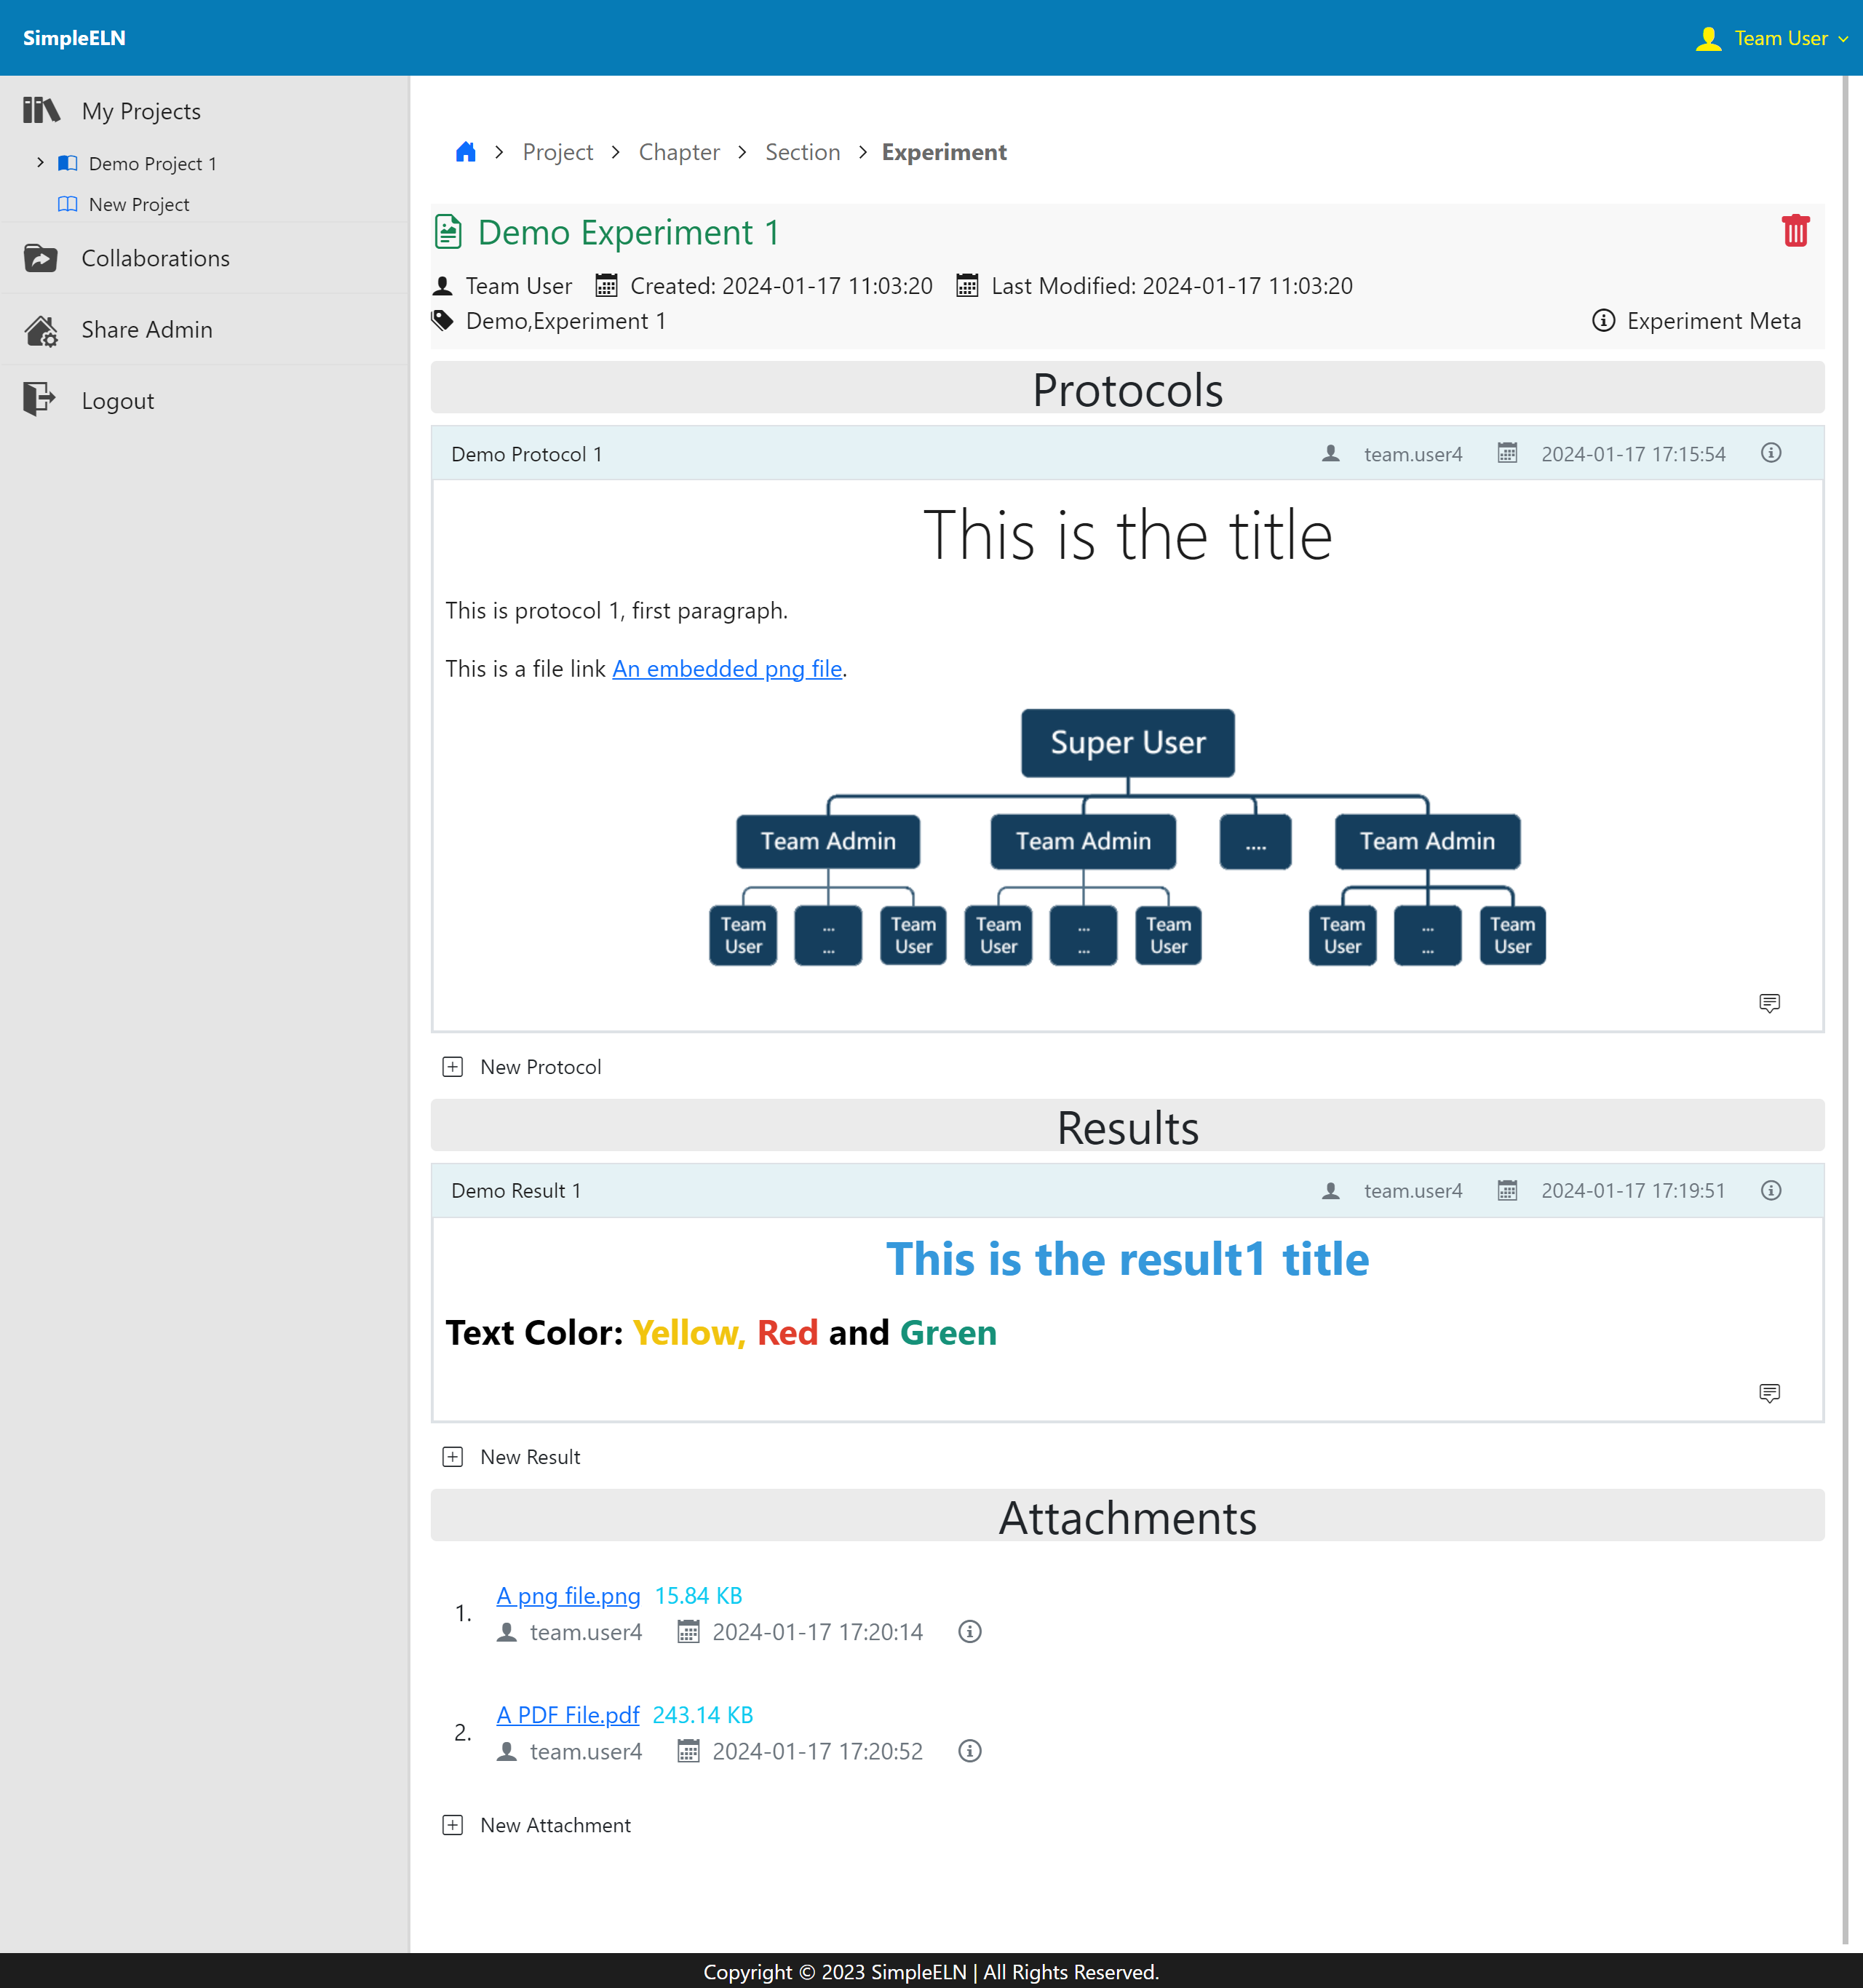 SimpleELN
Team User
My Projects
Demo Project 1
New Project
Collaborations
Share Admin
Logout
Project > Chapter > Section > Experiment
Demo Experiment 1
Team User Created: 2024-01-17 11:03:20 Last Modified: 2024-01-17 11:03:20
Demo,Experiment 1 Experiment Meta
Protocols
Demo Protocol 1 team.user4 2024-01-17 17:15:54
This is the title
This is protocol 1, first paragraph.
This is a file link An embedded png file.
Super User
Team Admin Team Admin .... Team Admin
Team User ... ... Team User Team User ... ... Team User Team User ... ... Team User
New Protocol
Results
Demo Result 1 team.user4 2024-01-17 17:19:51
This is the result1 title
Text Color: Yellow, Red and Green
New Result
Attachments
1. A png file.png 15.84 KB
team.user4 2024-01-17 17:20:14
2. A PDF File.pdf 243.14 KB
team.user4 2024-01-17 17:20:52
New Attachment
Copyright © 2023 SimpleELN | All Rights Reserved.